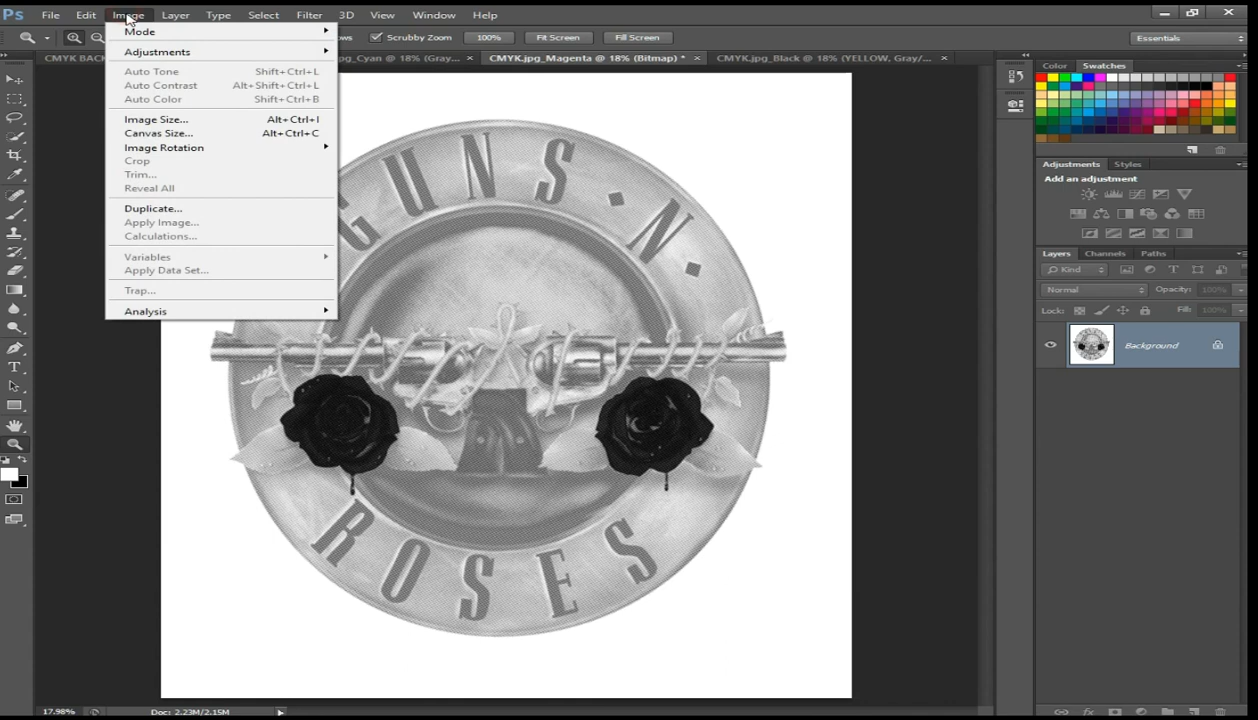 Ps File Edit Image Layer Type Select Filter 3D View Window Help
Scrubby Zoom 100% Fit Screen Fill Screen Essentials
CMYK BACK
pg_Cyan @ 18% (Gray... × CMYK.jpg_Magenta @ 18% (Bitmap) * × CMYK.jpg_Black @ 18% (YELLOW, Gray/... ×
Mode
Adjustments
Auto Tone Shift+Ctrl+L
Auto Contrast Alt+Shift+Ctrl+L
Auto Color Shift+Ctrl+B
Image Size... Alt+Ctrl+I
Canvas Size... Alt+Ctrl+C
Image Rotation
Crop
Trim...
Reveal All
Duplicate...
Apply Image...
Calculations...
Variables
Apply Data Set...
Trap...
Analysis
GUNS·N·
ROSES
Color Swatches
Adjustments Styles
Add an adjustment
Layers Channels Paths
Kind
Normal Opacity: 100%
Lock: Fill: 100%
Background
17.98% Doc: 2.23M/2.15M